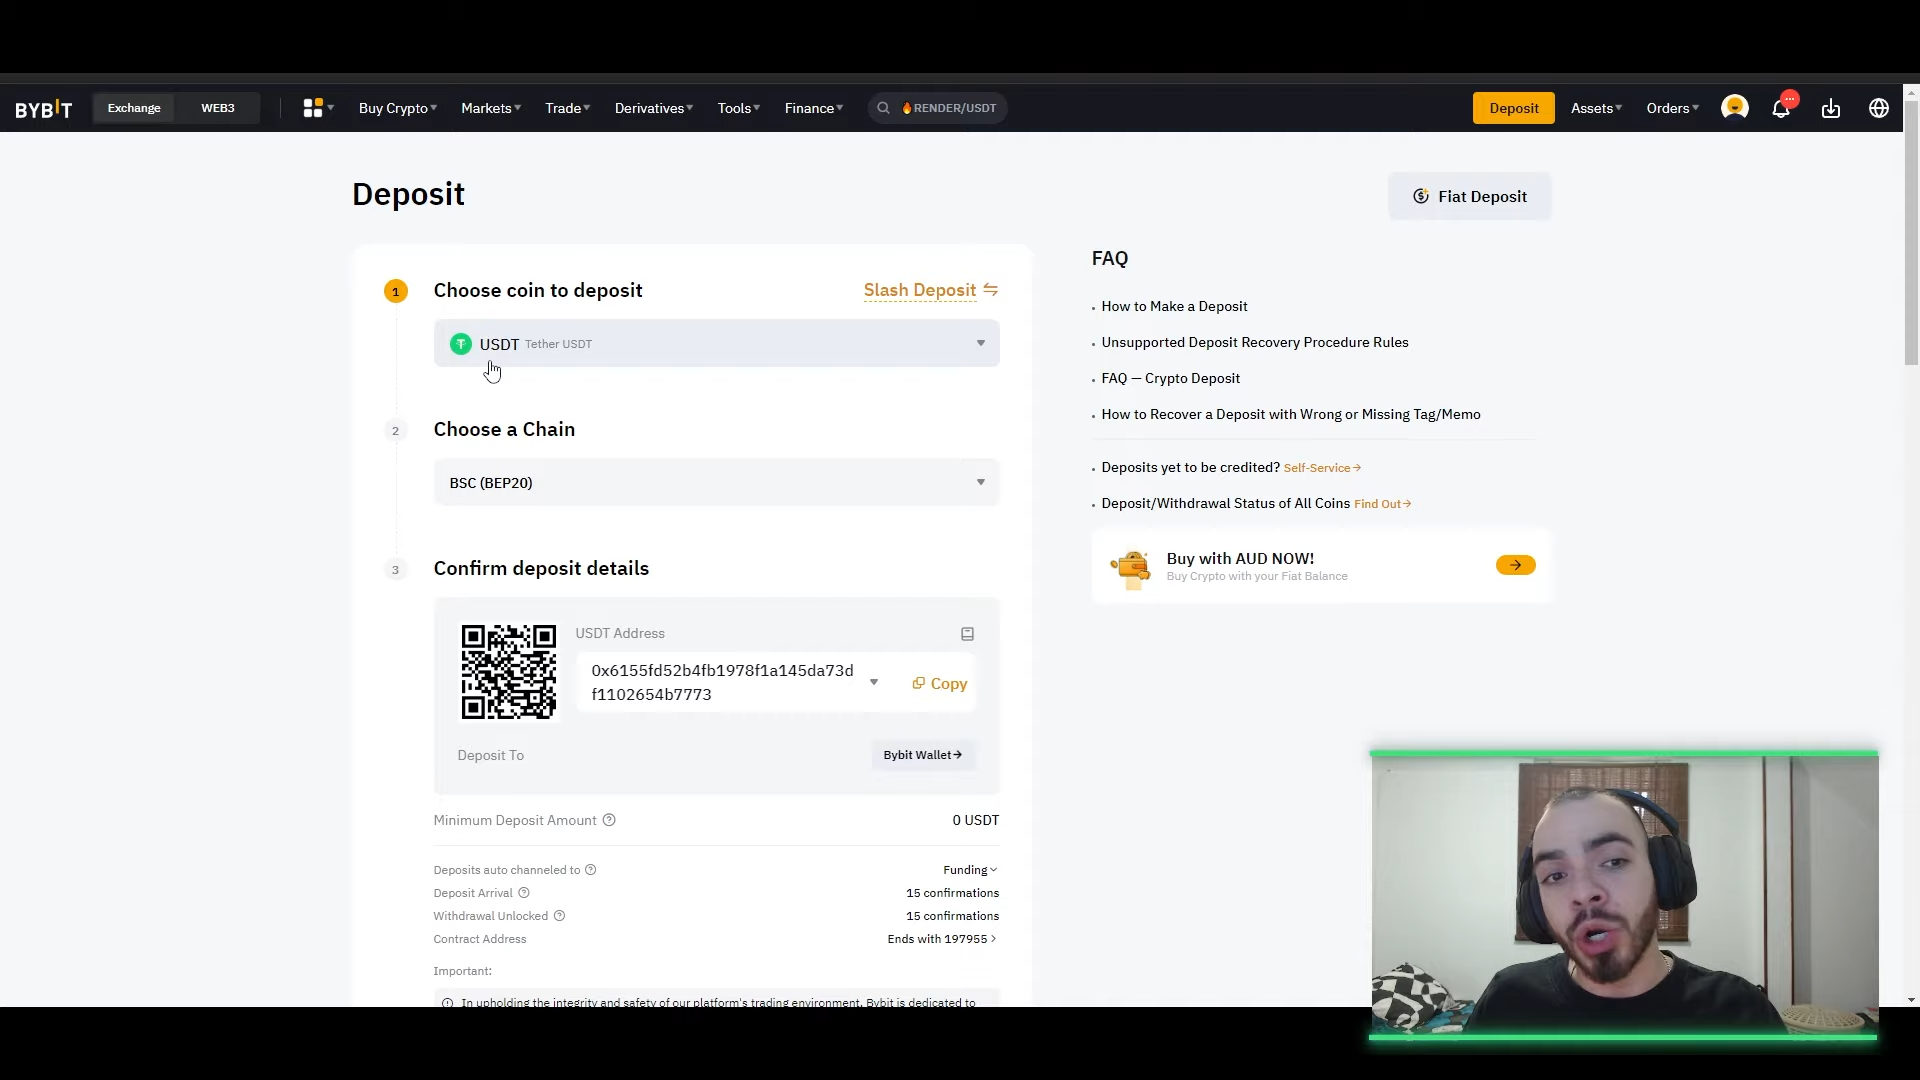 BYBIT
Exchange
WEB3
Buy Crypto
Markets
Trade
Derivatives
Tools
Finance
RENDER/USDT
Deposit
Assets
Orders
Deposit
Fiat Deposit
1
Choose coin to deposit
Slash Deposit
USDT Tether USDT
2
Choose a Chain
BSC (BEP20)
3
Confirm deposit details
USDT Address
0x6155fd52b4fb1978f1a145da73d
f1102654b7773
Copy
Deposit To
Bybit Wallet
Minimum Deposit Amount
0 USDT
Deposits auto channeled to
Funding
Deposit Arrival
15 confirmations
Withdrawal Unlocked
15 confirmations
Contract Address
Ends with 197955
Important:
In upholding the integrity and safety of our platform's trading environment, Bybit is dedicated to
FAQ
How to Make a Deposit
Unsupported Deposit Recovery Procedure Rules
FAQ — Crypto Deposit
How to Recover a Deposit with Wrong or Missing Tag/Memo
Deposits yet to be credited? Self-Service
Deposit/Withdrawal Status of All Coins Find Out
Buy with AUD NOW!
Buy Crypto with your Fiat Balance